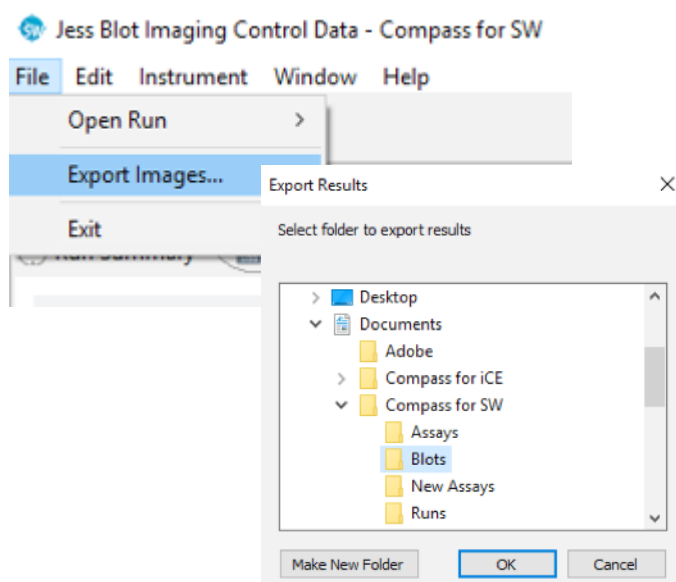 Jess Blot Imaging Control Data - Compass for SW
File Edit Instrument Window Help
Open Run
Export Images...
Exit
Export Results
Select folder to export results
Desktop
Documents
Adobe
Compass for iCE
Compass for SW
Assays
Blots
New Assays
Runs
Make New Folder OK Cancel